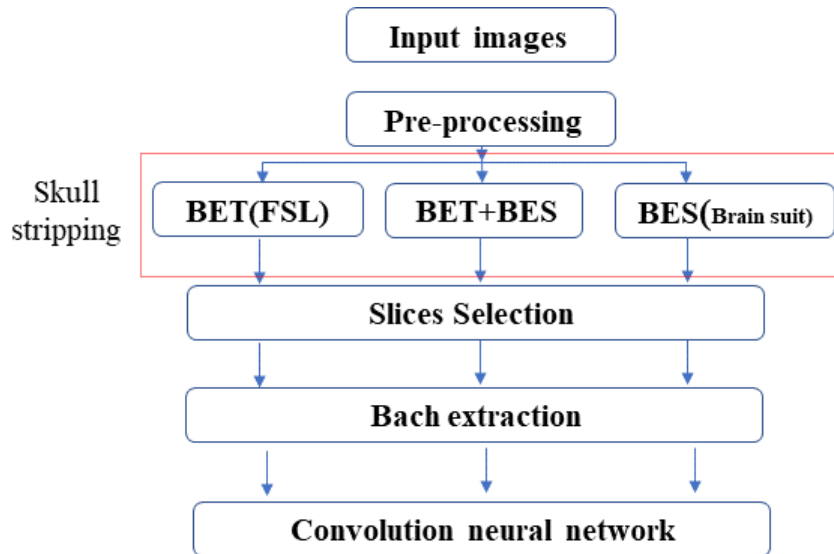 Input images
Pre-processing
Skull
stripping
BET(FSL)
BET+BES
BES(Brain suit)
Slices Selection
Bach extraction
Convolution neural network